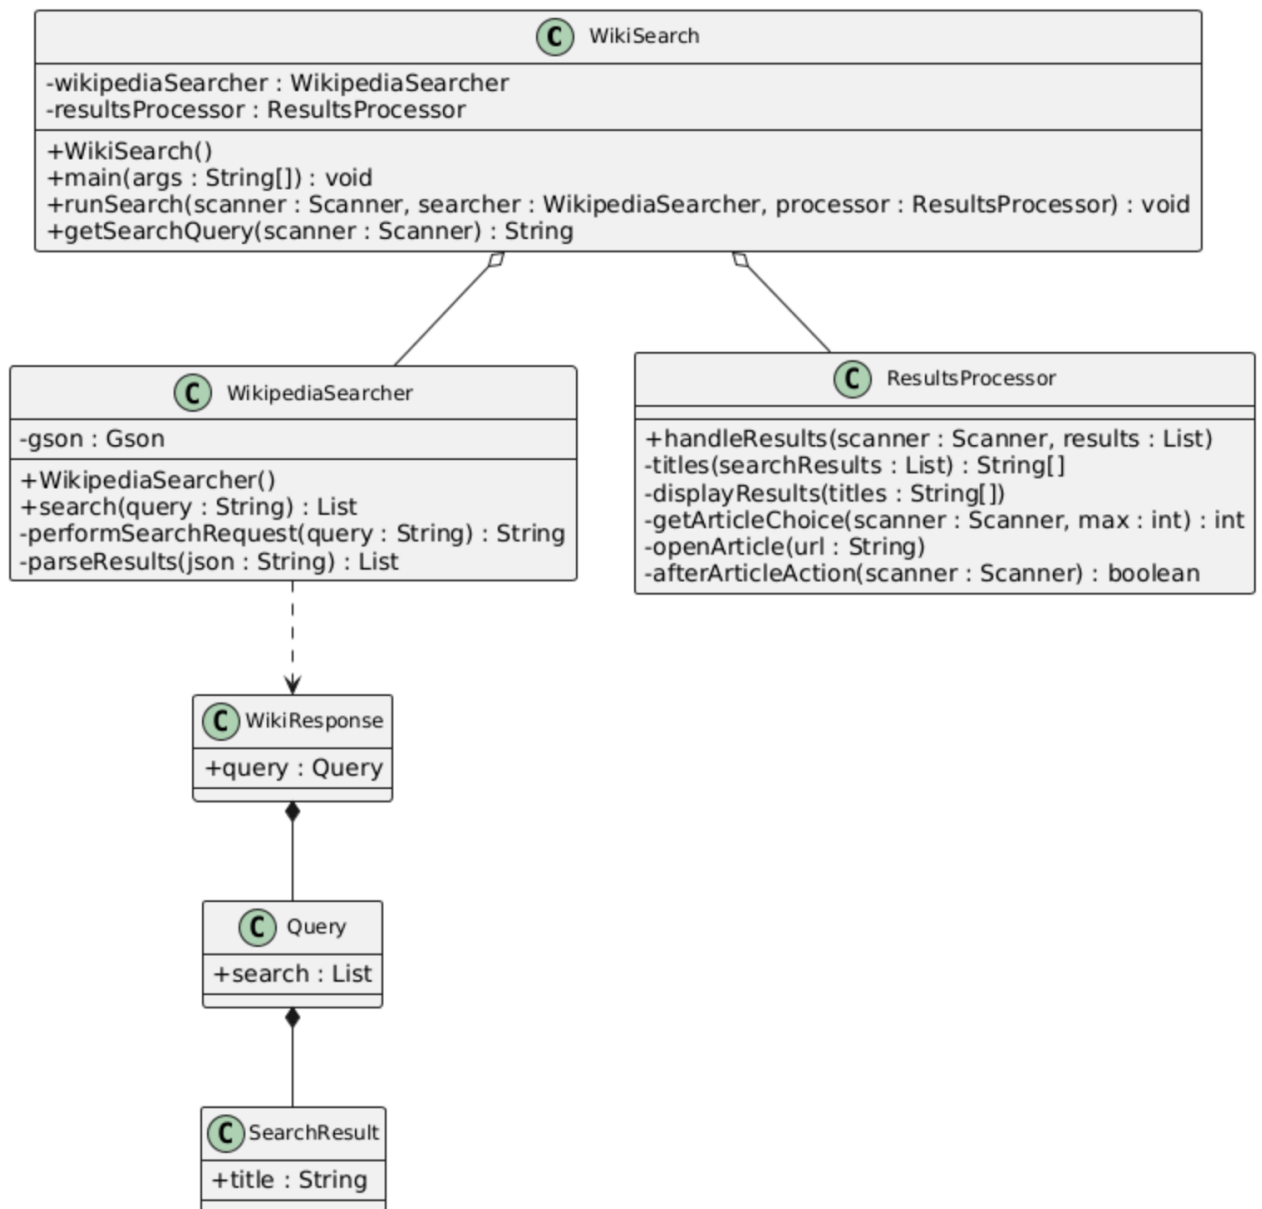 C WikiSearch
-wikipediaSearcher : WikipediaSearcher
-resultsProcessor : ResultsProcessor
+WikiSearch()
+main(args : String[]) : void
+runSearch(scanner : Scanner, searcher : WikipediaSearcher, processor : ResultsProcessor) : void
+getSearchQuery(scanner : Scanner) : String
C WikipediaSearcher
-gson : Gson
+WikipediaSearcher()
+search(query : String) : List
-performSearchRequest(query : String) : String
-parseResults(json : String) : List
C ResultsProcessor
+handleResults(scanner : Scanner, results : List)
-titles(searchResults : List) : String[]
-displayResults(titles : String[])
-getArticleChoice(scanner : Scanner, max : int) : int
-openArticle(url : String)
-afterArticleAction(scanner : Scanner) : boolean
C WikiResponse
+query : Query
C Query
+search : List
C SearchResult
+title : String